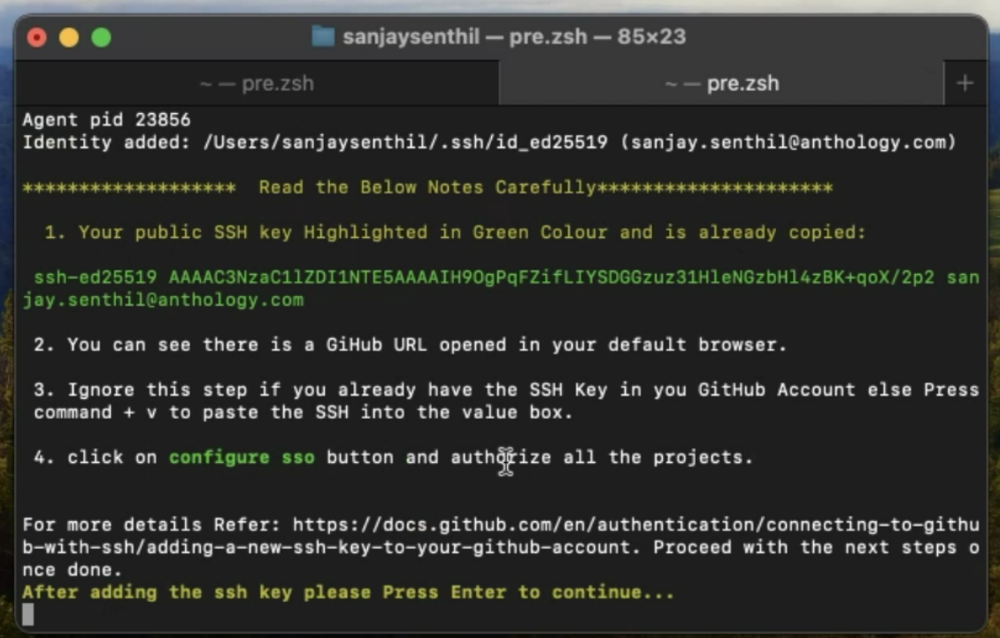 sanjaysenthil — pre.zsh — 85×23
~ — pre.zsh
~ — pre.zsh
+
Agent pid 23856
Identity added: /Users/sanjaysenthil/.ssh/id_ed25519 (sanjay.senthil@anthology.com)
******************* Read the Below Notes Carefully*********************
1. Your public SSH key Highlighted in Green Colour and is already copied:
ssh-ed25519 AAAAC3NzaC1lZDI1NTE5AAAAIH9OgPqFZifLIYSDGGzuz31HleNGzbHl4zBK+qoX/2p2 san
jay.senthil@anthology.com
2. You can see there is a GiHub URL opened in your default browser.
3. Ignore this step if you already have the SSH Key in you GitHub Account else Press
command + v to paste the SSH into the value box.
4. click on configure sso button and authorize all the projects.
For more details Refer: https://docs.github.com/en/authentication/connecting-to-githu
b-with-ssh/adding-a-new-ssh-key-to-your-github-account. Proceed with the next steps o
nce done.
After adding the ssh key please Press Enter to continue...